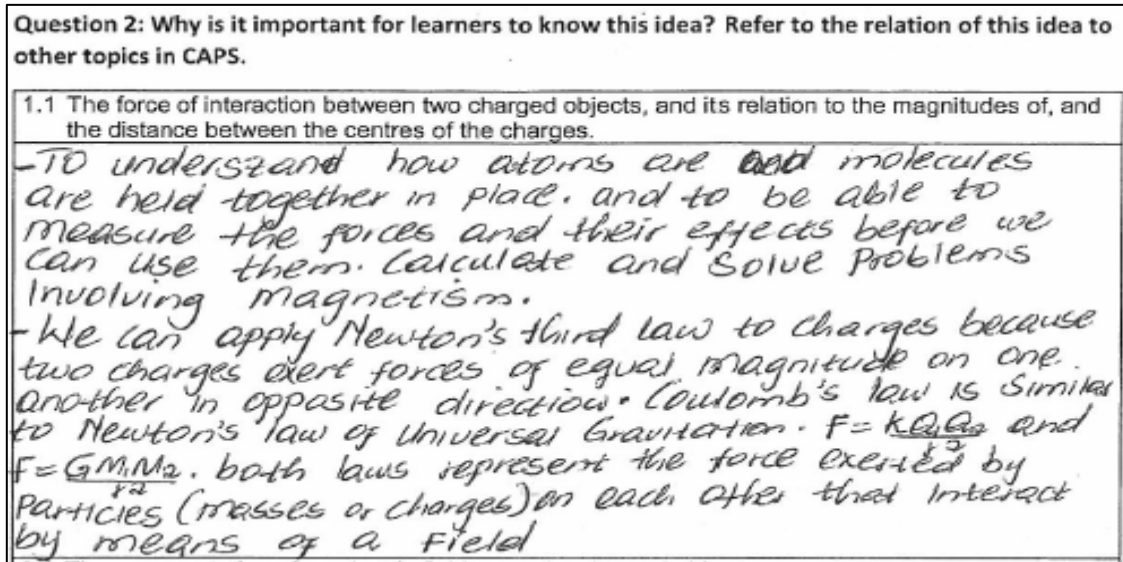 Question 2: Why is it important for learners to know this idea? Refer to the relation of this idea to
other topics in CAPS.
1.1 The force of interaction between two charged objects, and its relation to the magnitudes of, and
the distance between the centres of the charges.
- To understand how atoms are and molecules
are held together in place. and to be able to
measure the forces and their effects before we
can use them. Calculate and Solve Problems
Involving magnetism.
- We can apply Newton's third law to charges because
two charges exert forces of equal magnitude on one
another in opposite direction. Coulomb's law is Similar
to Newton's law of Universal Gravitation. F = kQ1Q2/r2 and
F = GM1M2/r2. both laws represent the force exerted by
Particles (masses or charges) on each other that interact
by means of a Field